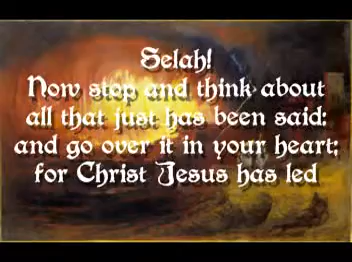 Selah!
Now stop and think about
all that just has been said:
and go over it in your heart;
for Christ Jesus has led